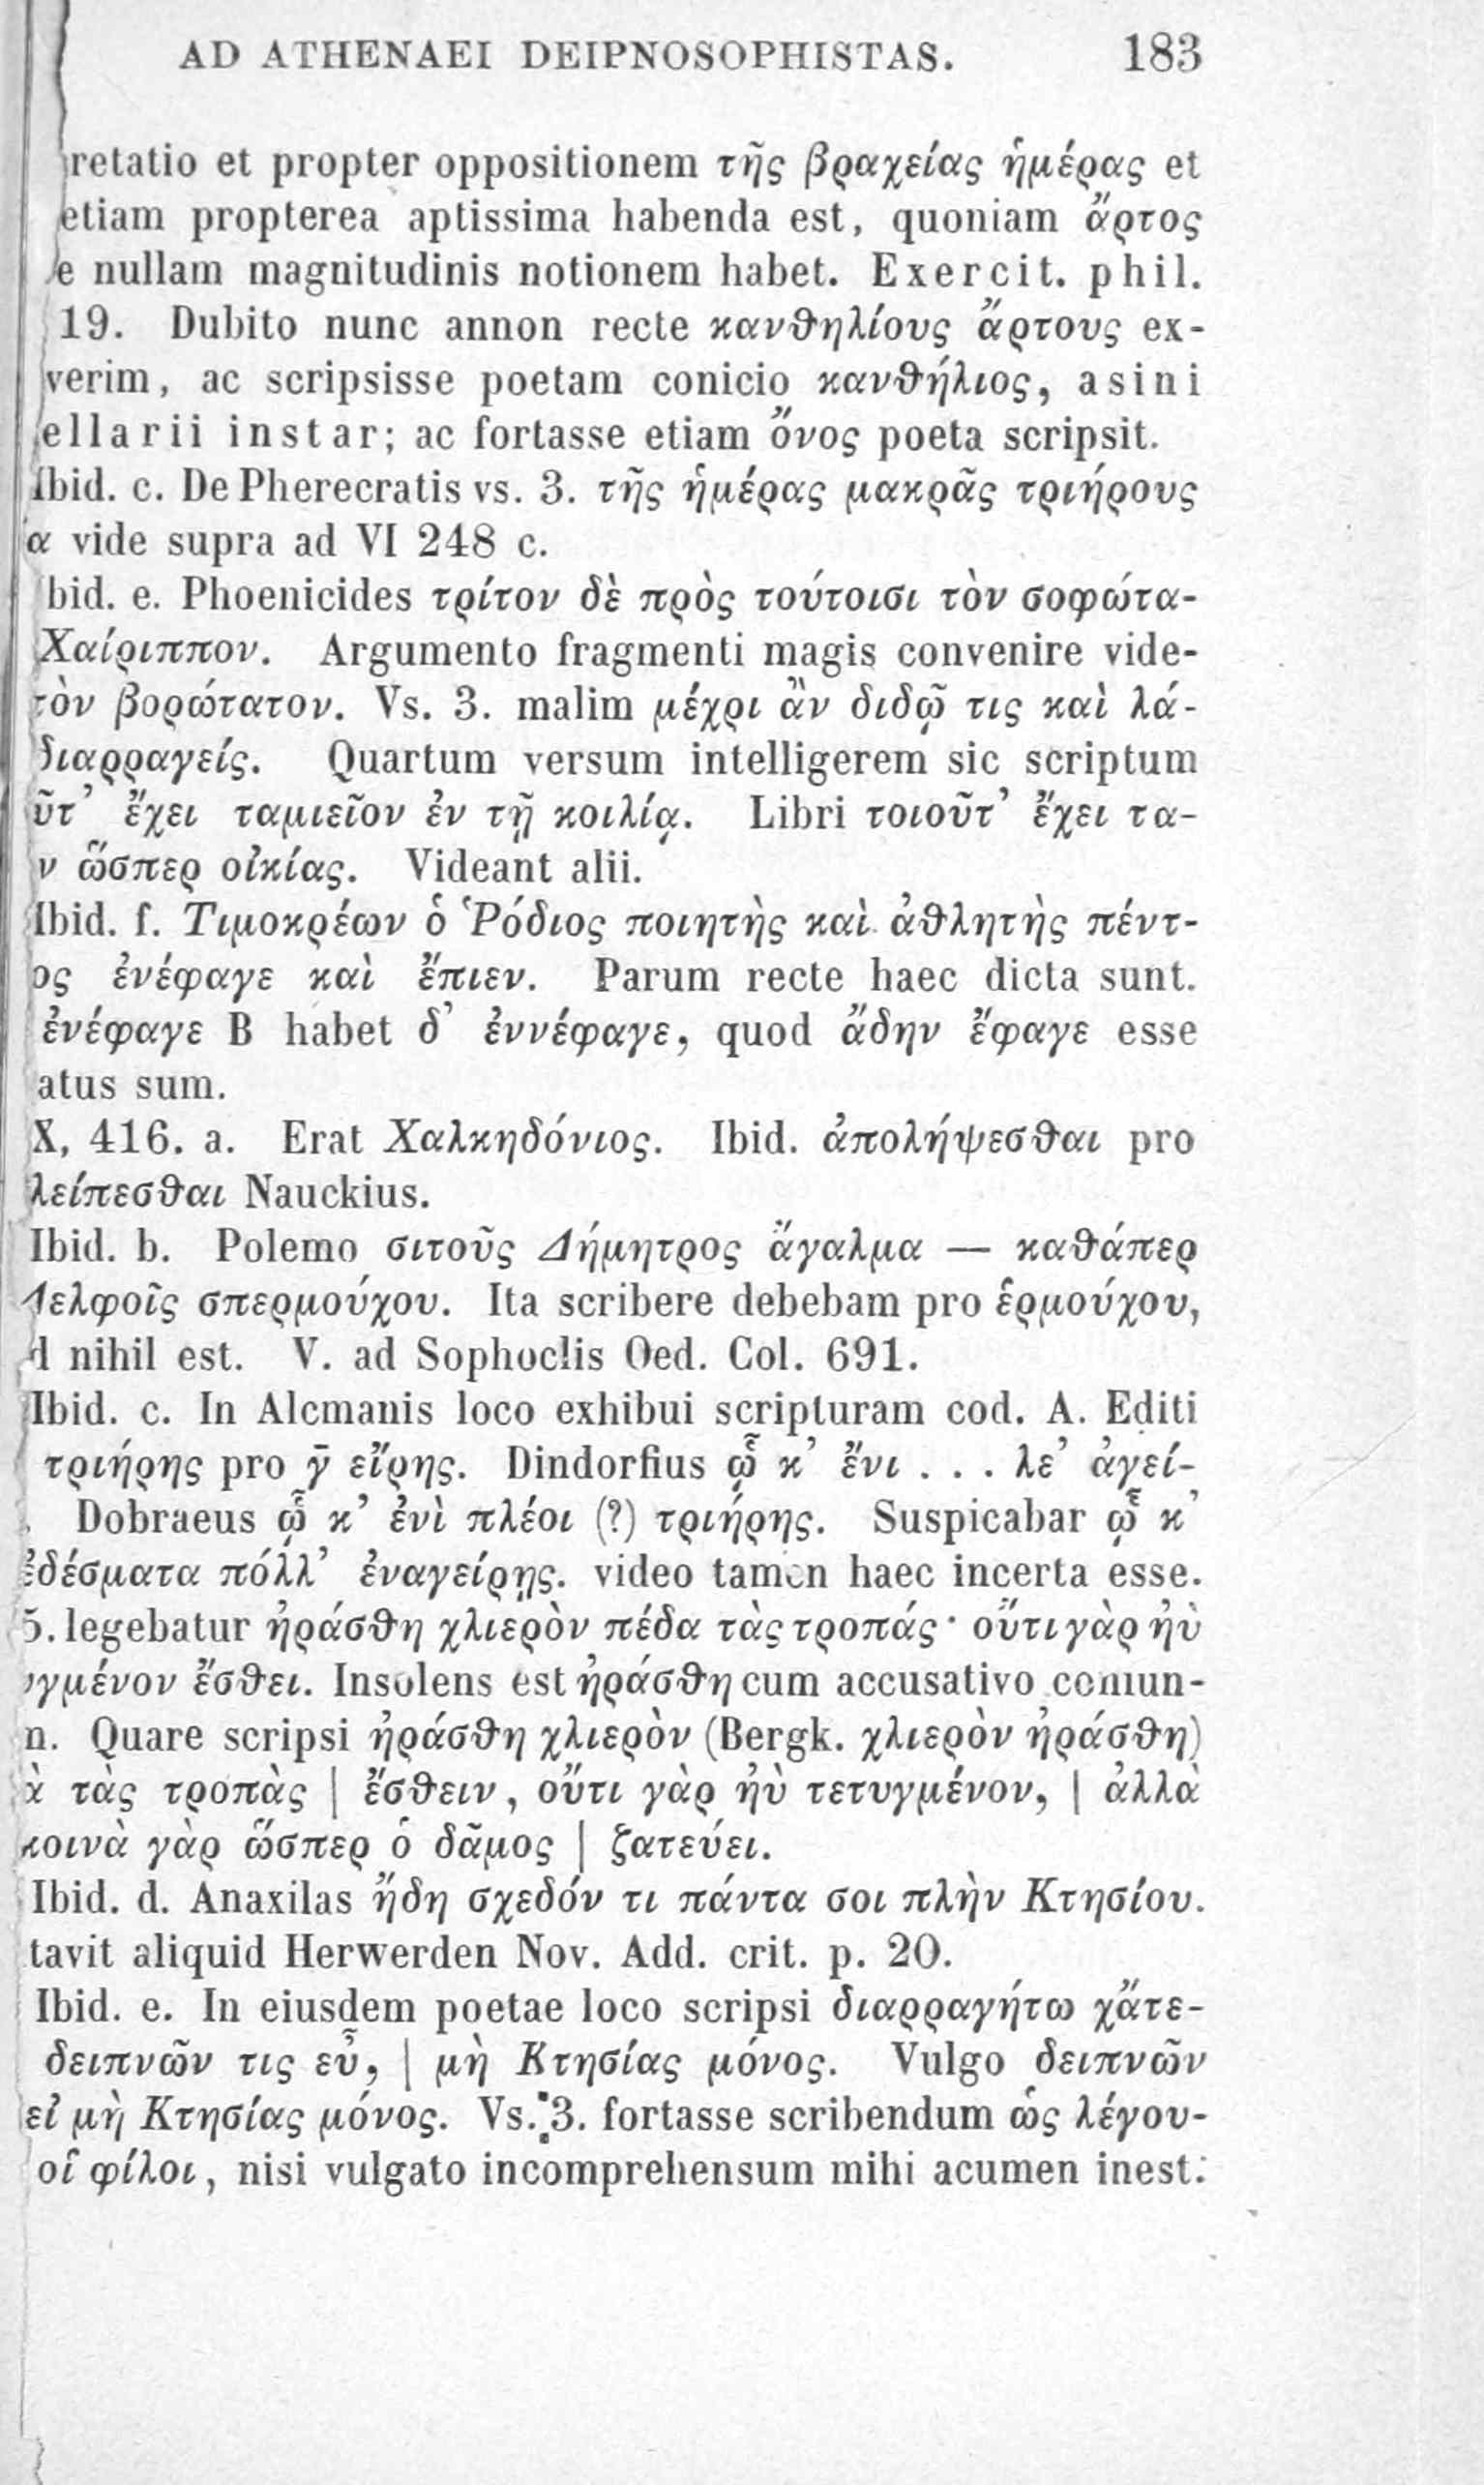 AD ATHENAEI DEIPNOSOPHISTAS. 183
retatio et propter oppositionem τῆς βραχείας ἡμέρας et
etiam propterea aptissima habenda est, quoniam ἄρτος
e nullam magnitudinis notionem habet. Exercit. phil.
19. Dubito nunc annon recte κανθηλίους ἄρτους ex-
verim, ac scripsisse poetam conicio κανθήλιος, asini
ellarii instar; ac fortasse etiam ὄνος poeta scripsit.
Ibid. c. De Pherecratis vs. 3. τῆς ἡμέρας μακρᾶς τριήρους
α vide supra ad VI 248 c.
bid. e. Phoenicides τρίτον δὲ πρὸς τούτοισι τὸν σοφώτα-
Χαίριππον. Argumento fragmenti magis convenire vide-
τὸν βορώτατον. Vs. 3. malim μέχρι ἂν διδῷ τις καὶ λά-
διαρραγείς. Quartum versum intelligerem sic scriptum
ῦτ᾽ ἔχει ταμιεῖον ἐν τῇ κοιλίᾳ. Libri τοιοῦτ᾽ ἔχει τα-
ν ὥσπερ οἰκίας. Videant alii.
Ibid. f. Τιμοκρέων ὁ Ῥόδιος ποιητὴς καὶ ἀθλητὴς πέντ-
ος ἐνέφαγε καὶ ἔπιεν. Parum recte haec dicta sunt.
ἐνέφαγε B habet δ᾽ ἐννέφαγε, quod ἄδην ἔφαγε esse
atus sum.
X, 416. a. Erat Χαλκηδόνιος. Ibid. ἀπολήψεσθαι pro
λείπεσθαι Nauckius.
Ibid. b. Polemo σιτοῦς Δήμητρος ἄγαλμα — καθάπερ
Δελφοῖς σπερμούχου. Ita scribere debebam pro ἑρμούχου,
d nihil est. V. ad Sophoclis Oed. Col. 691.
Ibid. c. In Alcmanis loco exhibui scripturam cod. A. Editi
τριήρης pro γ̄ εἴρης. Dindorfius ᾧ κ᾽ ἔνι . . . λε᾽ ἀγεί-
Dobraeus ᾧ κ᾽ ἐνὶ πλέοι (?) τριήρης. Suspicabar ᾧ κ᾽
ἐδέσματα πόλλ᾽ ἐναγείρῃς. video tamen haec incerta esse.
5. legebatur ἠράσθη χλιερὸν πέδα τὰς τροπάς· οὔτι γὰρ ἠὺ
υγμένον ἔσθει. Insolens est ἠράσθη cum accusativo comun-
n. Quare scripsi ἠράσθη χλιερὸν (Bergk. χλιερὸν ἠράσθη)
ὰ τὰς τροπὰς | ἔσθειν, οὔτι γὰρ ἠὺ τετυγμένον, | ἀλλὰ
κοινὰ γὰρ ὥσπερ ὁ δᾶμος | ζατεύει.
Ibid. d. Anaxilas ἤδη σχεδόν τι πάντα σοι πλὴν Κτησίου.
tavit aliquid Herwerden Nov. Add. crit. p. 20.
Ibid. e. In eiusdem poetae loco scripsi διαρραγήτω χἄτε-
δειπνῶν τις εὖ, | μὴ Κτησίας μόνος. Vulgo δειπνῶν
εἰ μὴ Κτησίας μόνος. Vs. 3. fortasse scribendum ὡς λέγου-
οἱ φίλοι, nisi vulgato incomprehensum mihi acumen inest: